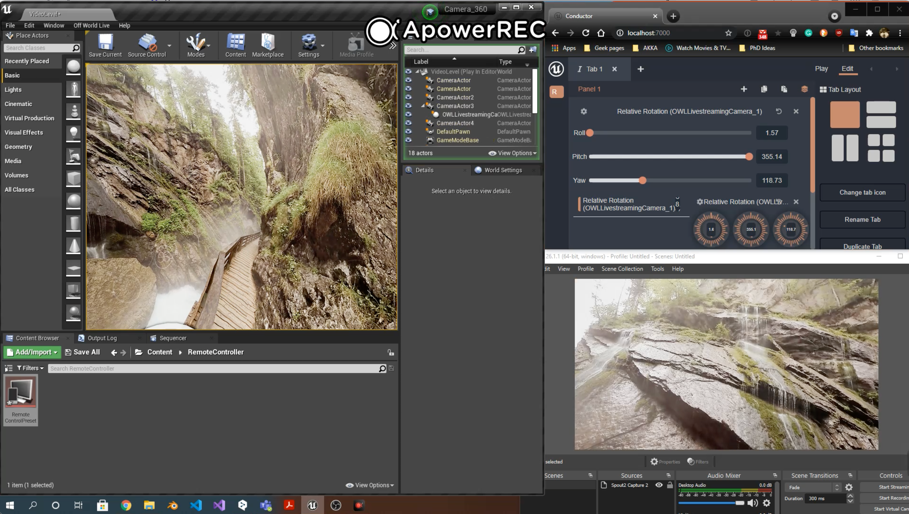 VideoLevel*
Camera_360
ApowerREC
File
Edit
Window
Off World Live
Help
Place Actors
Search Classes
Recently Placed
Basic
Lights
Cinematic
Virtual Production
Visual Effects
Geometry
Media
Volumes
All Classes
Save Current
Source Control
Modes
Content
Marketplace
Settings
Media Profile
Search...
Label
Type
VideoLevel (Play In Editor)
World
CameraActor
CameraActor
CameraActor
CameraActor
CameraActor2
CameraActor
CameraActor3
CameraActor
OWLLivestreamingCa
OWLLivestre
CameraActor4
CameraActor
DefaultPawn
DefaultPawn
GameModeBase
GameModeB
18 actors
View Options
Details
World Settings
Select an object to view details.
Content Browser
Output Log
Sequencer
Add/Import
Save All
Content
RemoteController
Filters
Search RemoteController
Remote
ControlPreset
1 item (1 selected)
View Options
Conductor
localhost:7000
Apps
Geek pages
AKKA
Watch Movies & TV...
PhD Ideas
Other bookmarks
Tab 1
Play
Edit
R
Panel 1
Tab Layout
Relative Rotation (OWLLivestreamingCamera_1)
Roll
1.57
Pitch
355.14
Yaw
118.73
Relative Rotation
(OWLLivestreamingCamera_1)
Relative Rotation (OWLLi
1.6
355.1
118.7
Change tab Icon
Rename Tab
Duplicate Tab
28.1.1 (64-bit, windows) - Profile: Untitled - Scenes: Untitled
dit
View
Profile
Scene Collection
Tools
Help
selected
Properties
Filters
Scenes
Sources
Audio Mixer
Scene Transitions
Controls
Spout2 Capture 2
Desktop Audio
0.0 dB
Fade
Duration
300 ms
Start Streaming
Start Recording
Start Virtual Cam